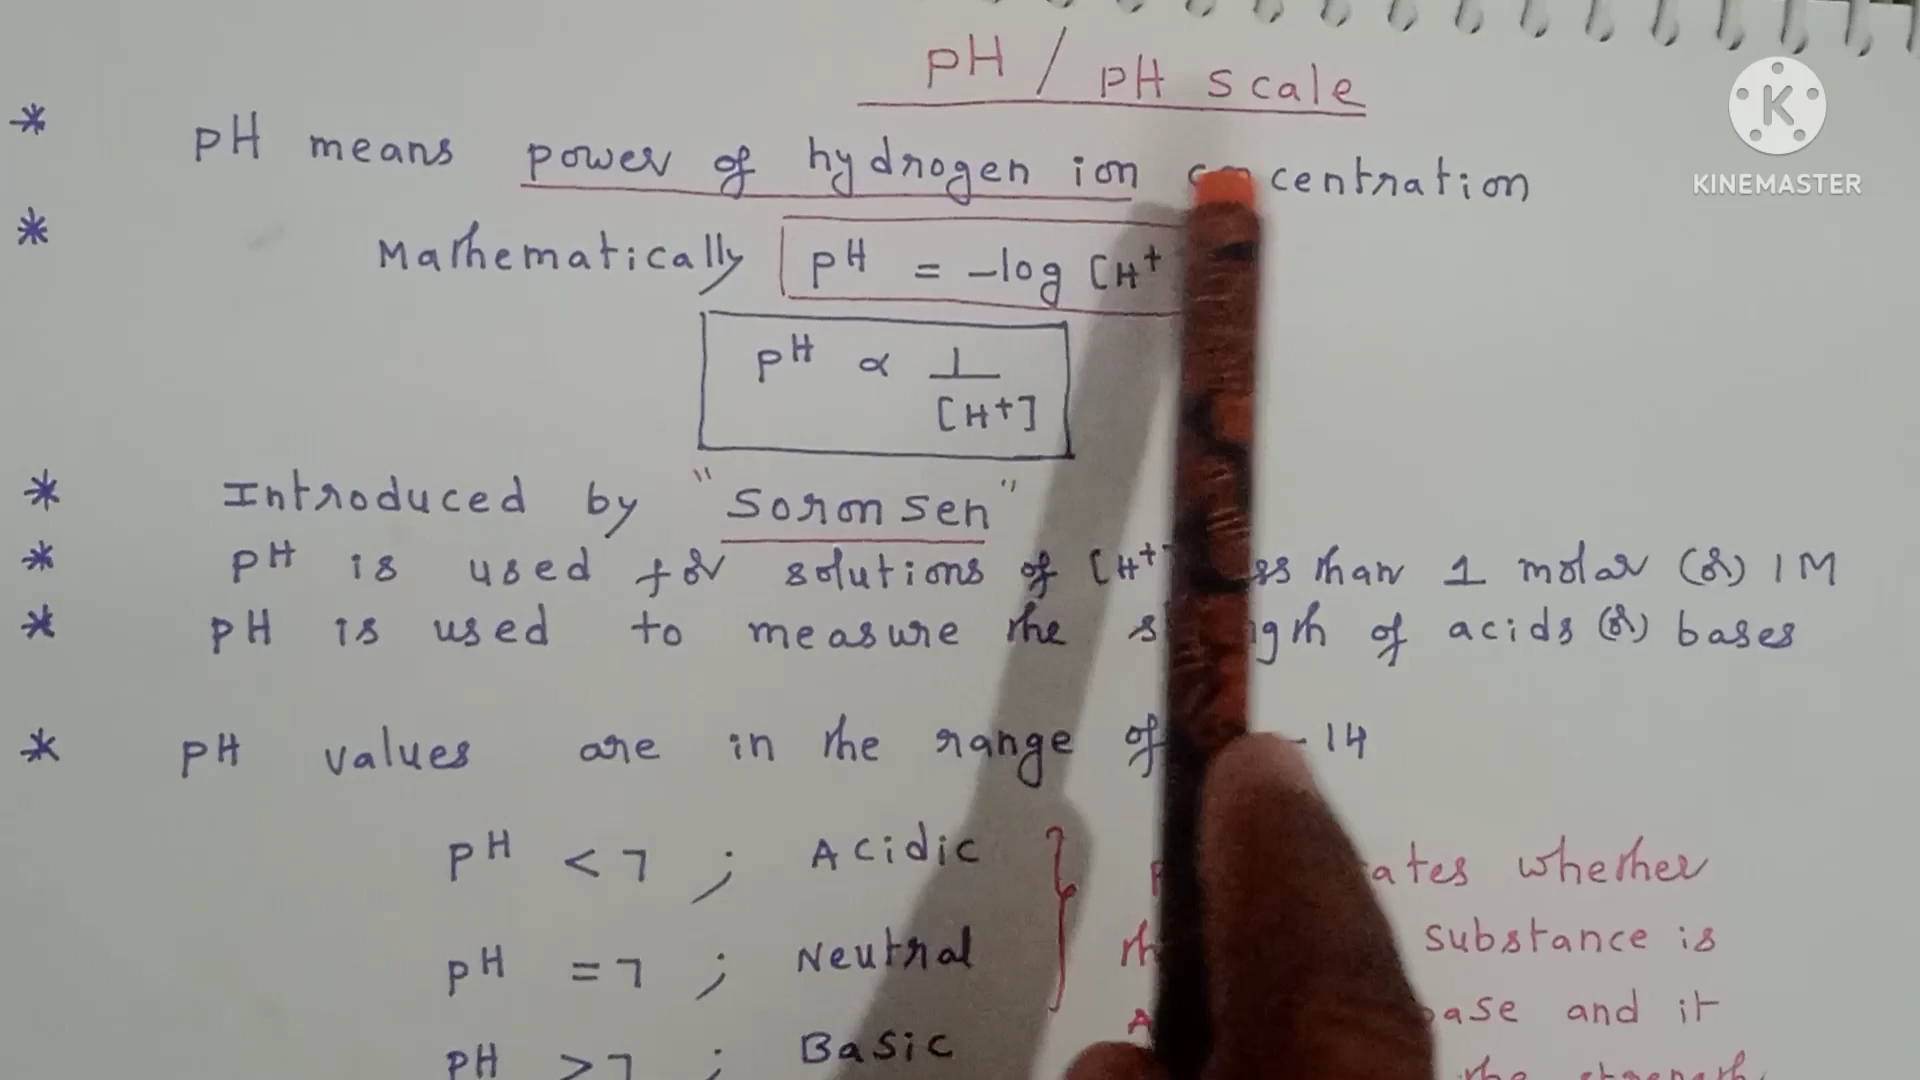 pH / pH scale
KINEMASTER
* pH means power of hydrogen ion concentration
* Mathematically pH = -log [H+
pH ∝ 1
[H+]
* Introduced by "Soronsen"
* pH is used for solutions of [H+ than 1 molar (or) 1M
* pH is used to measure the of acids (or) bases
* pH values are in the range of -14
pH < 7 ; Acidic
whether
pH = 7 ; Neutral
substance is
and it
pH > 7 ; Basic